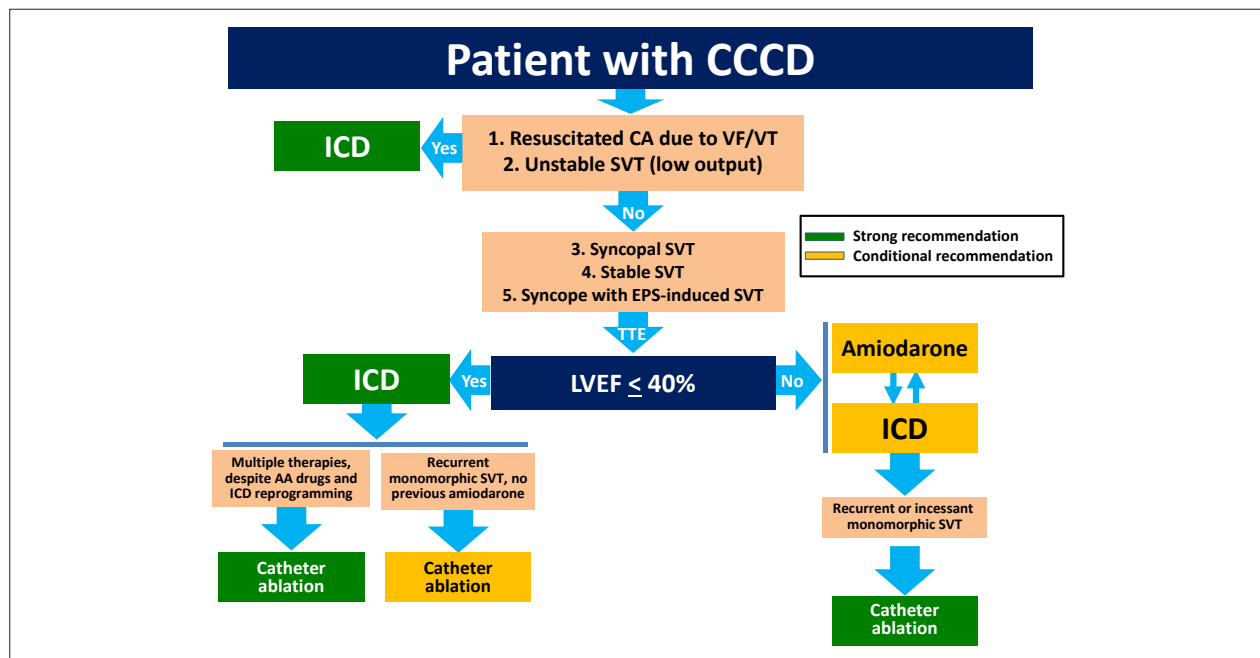 Patient with CCCD
ICD
Yes
1. Resuscitated CA due to VF/VT
2. Unstable SVT (low output)
No
Strong recommendation
Conditional recommendation
3. Syncopal SVT
4. Stable SVT
5. Syncope with EPS-induced SVT
TTE
ICD
Yes
LVEF ≤ 40%
No
Amiodarone
ICD
Multiple therapies,
despite AA drugs and
ICD reprogramming
Recurrent
monomorphic SVT, no
previous amiodarone
Recurrent or incessant
monomorphic SVT
Catheter
ablation
Catheter
ablation
Catheter
ablation